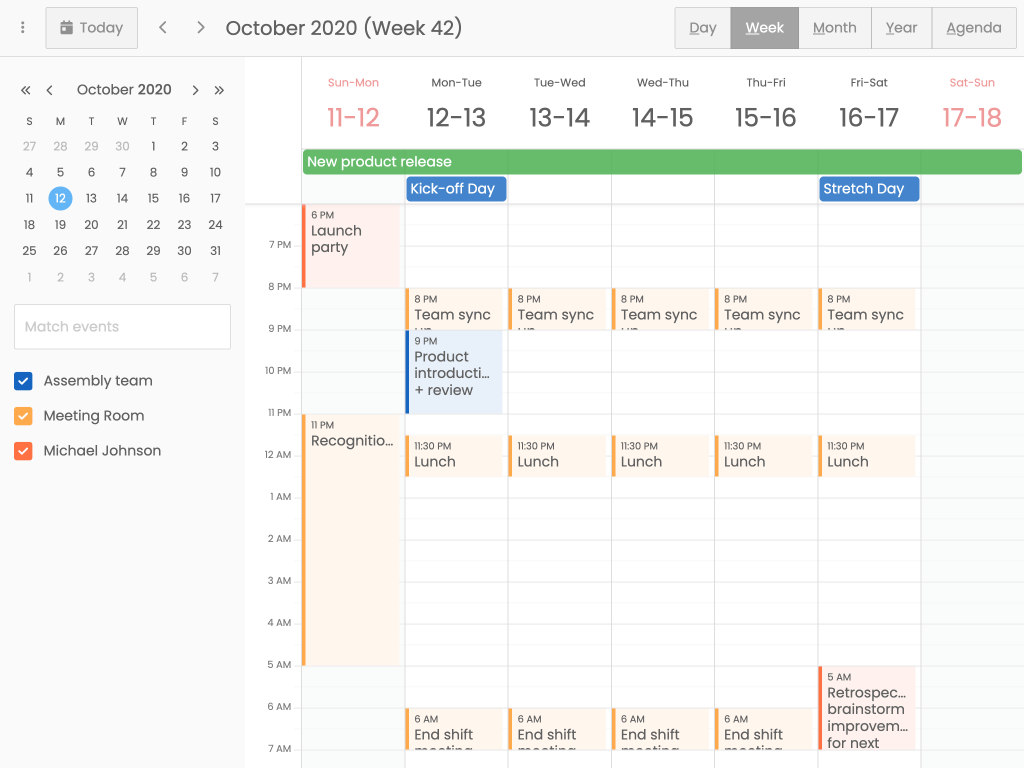 Today
October 2020 (Week 42)
Day
Week
Month
Year
Agenda
« October 2020 »
S M T W T F S
27 28 29 30 1 2 3
4 5 6 7 8 9 10
11 12 13 14 15 16 17
18 19 20 21 22 23 24
25 26 27 28 29 30 31
1 2 3 4 5 6 7
Match events
Assembly team
Meeting Room
Michael Johnson
Sun-Mon Mon-Tue Tue-Wed Wed-Thu Thu-Fri Fri-Sat Sat-Sun
11-12 12-13 13-14 14-15 15-16 16-17 17-18
New product release
Kick-off Day
Stretch Day
7 PM
8 PM
9 PM
10 PM
11 PM
12 AM
1 AM
2 AM
3 AM
4 AM
5 AM
6 AM
7 AM
6 PM
Launch
party
11 PM
Recognitio…
8 PM
Team sync
up
9 PM
Product
introducti…
+ review
11:30 PM
Lunch
6 AM
End shift
meeting
8 PM
Team sync
up
11:30 PM
Lunch
6 AM
End shift
meeting
8 PM
Team sync
up
11:30 PM
Lunch
6 AM
End shift
meeting
8 PM
Team sync
up
11:30 PM
Lunch
6 AM
End shift
meeting
8 PM
Team sync
up
11:30 PM
Lunch
5 AM
Retrospec…
brainstorm
improvem…
for next